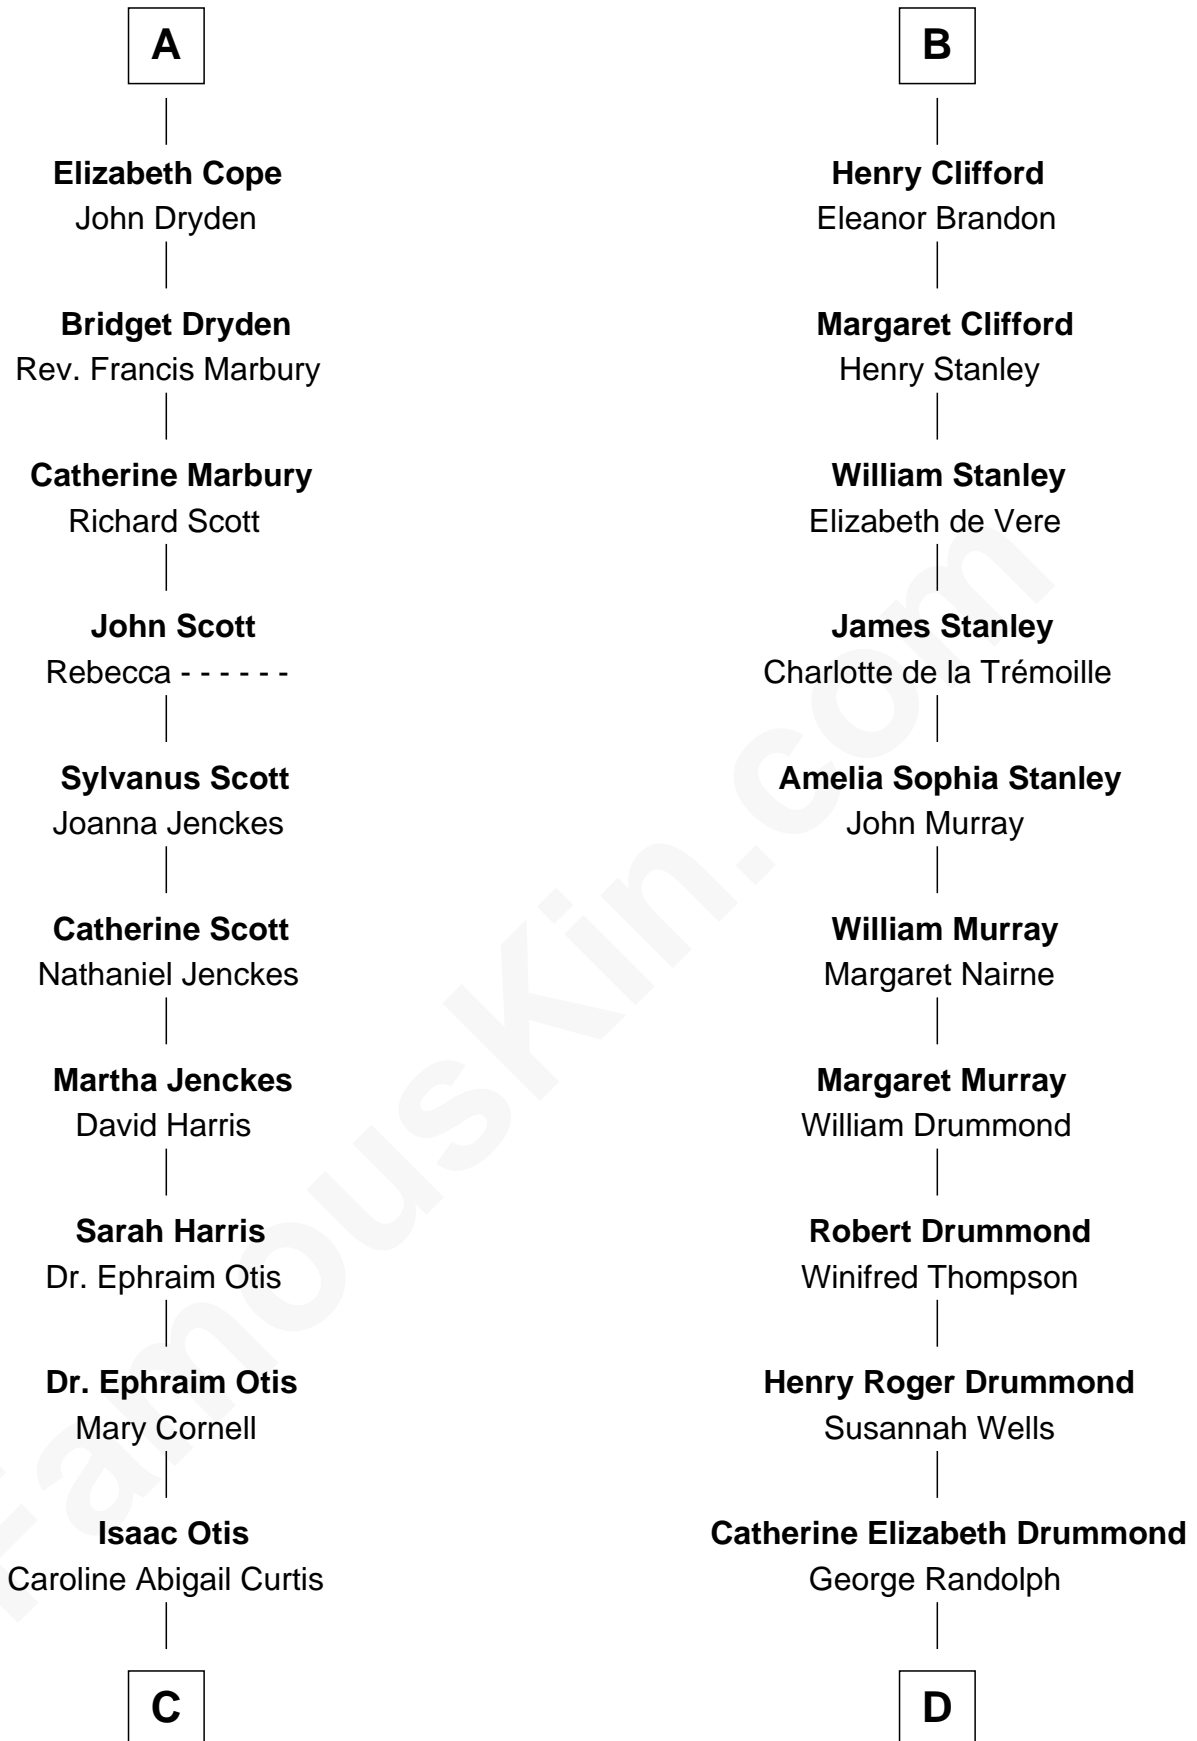 A
Elizabeth Cope
John Dryden
Bridget Dryden
Rev. Francis Marbury
Catherine Marbury
Richard Scott
John Scott
Rebecca - - - - - -
Sylvanus Scott
Joanna Jenckes
Catherine Scott
Nathaniel Jenckes
Martha Jenckes
David Harris
Sarah Harris
Dr. Ephraim Otis
Dr. Ephraim Otis
Mary Cornell
Isaac Otis
Caroline Abigail Curtis
C
B
Henry Clifford
Eleanor Brandon
Margaret Clifford
Henry Stanley
William Stanley
Elizabeth de Vere
James Stanley
Charlotte de la Trémoille
Amelia Sophia Stanley
John Murray
William Murray
Margaret Nairne
Margaret Murray
William Drummond
Robert Drummond
Winifred Thompson
Henry Roger Drummond
Susannah Wells
Catherine Elizabeth Drummond
George Randolph
D
FamousKin.com